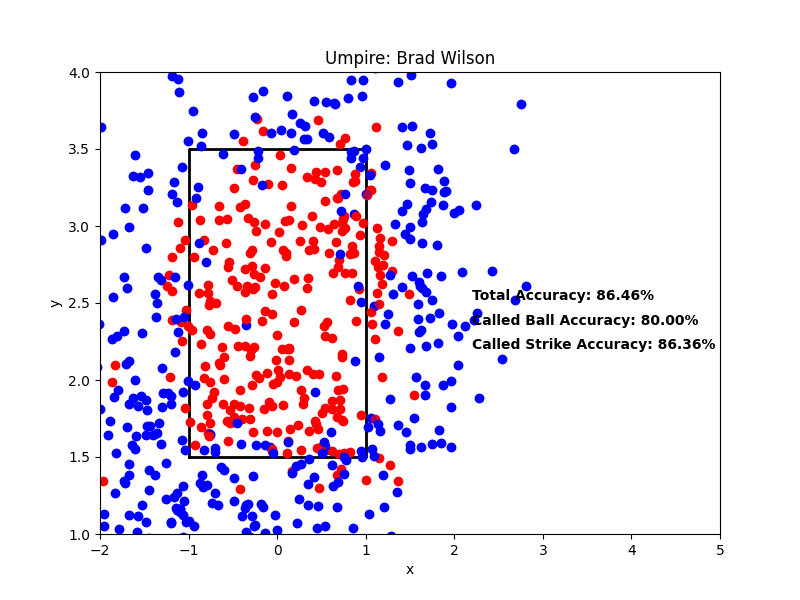 Umpire: Brad Wilson
4.0
3.5
3.0
2.5
2.0
1.5
1.0
y
Total Accuracy: 86.46%
Called Ball Accuracy: 80.00%
Called Strike Accuracy: 86.36%
−2 −1 0 1 2 3 4 5
x